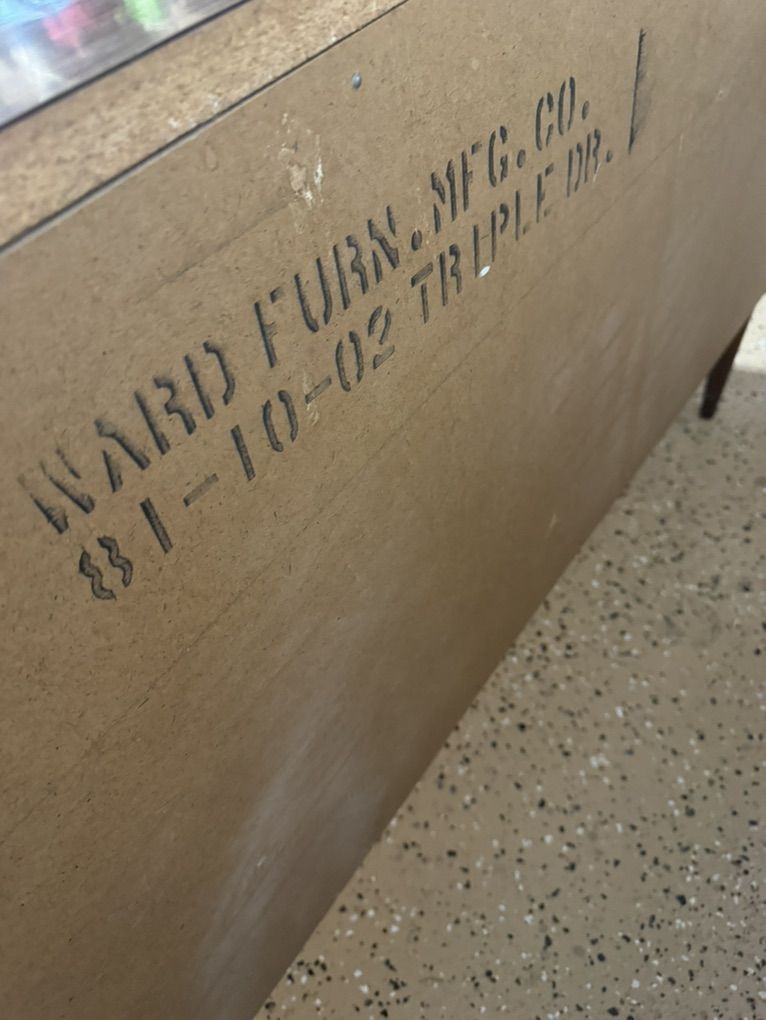 WARD FURN.MFG.CO.
81-10-02 TRIPLE DR.